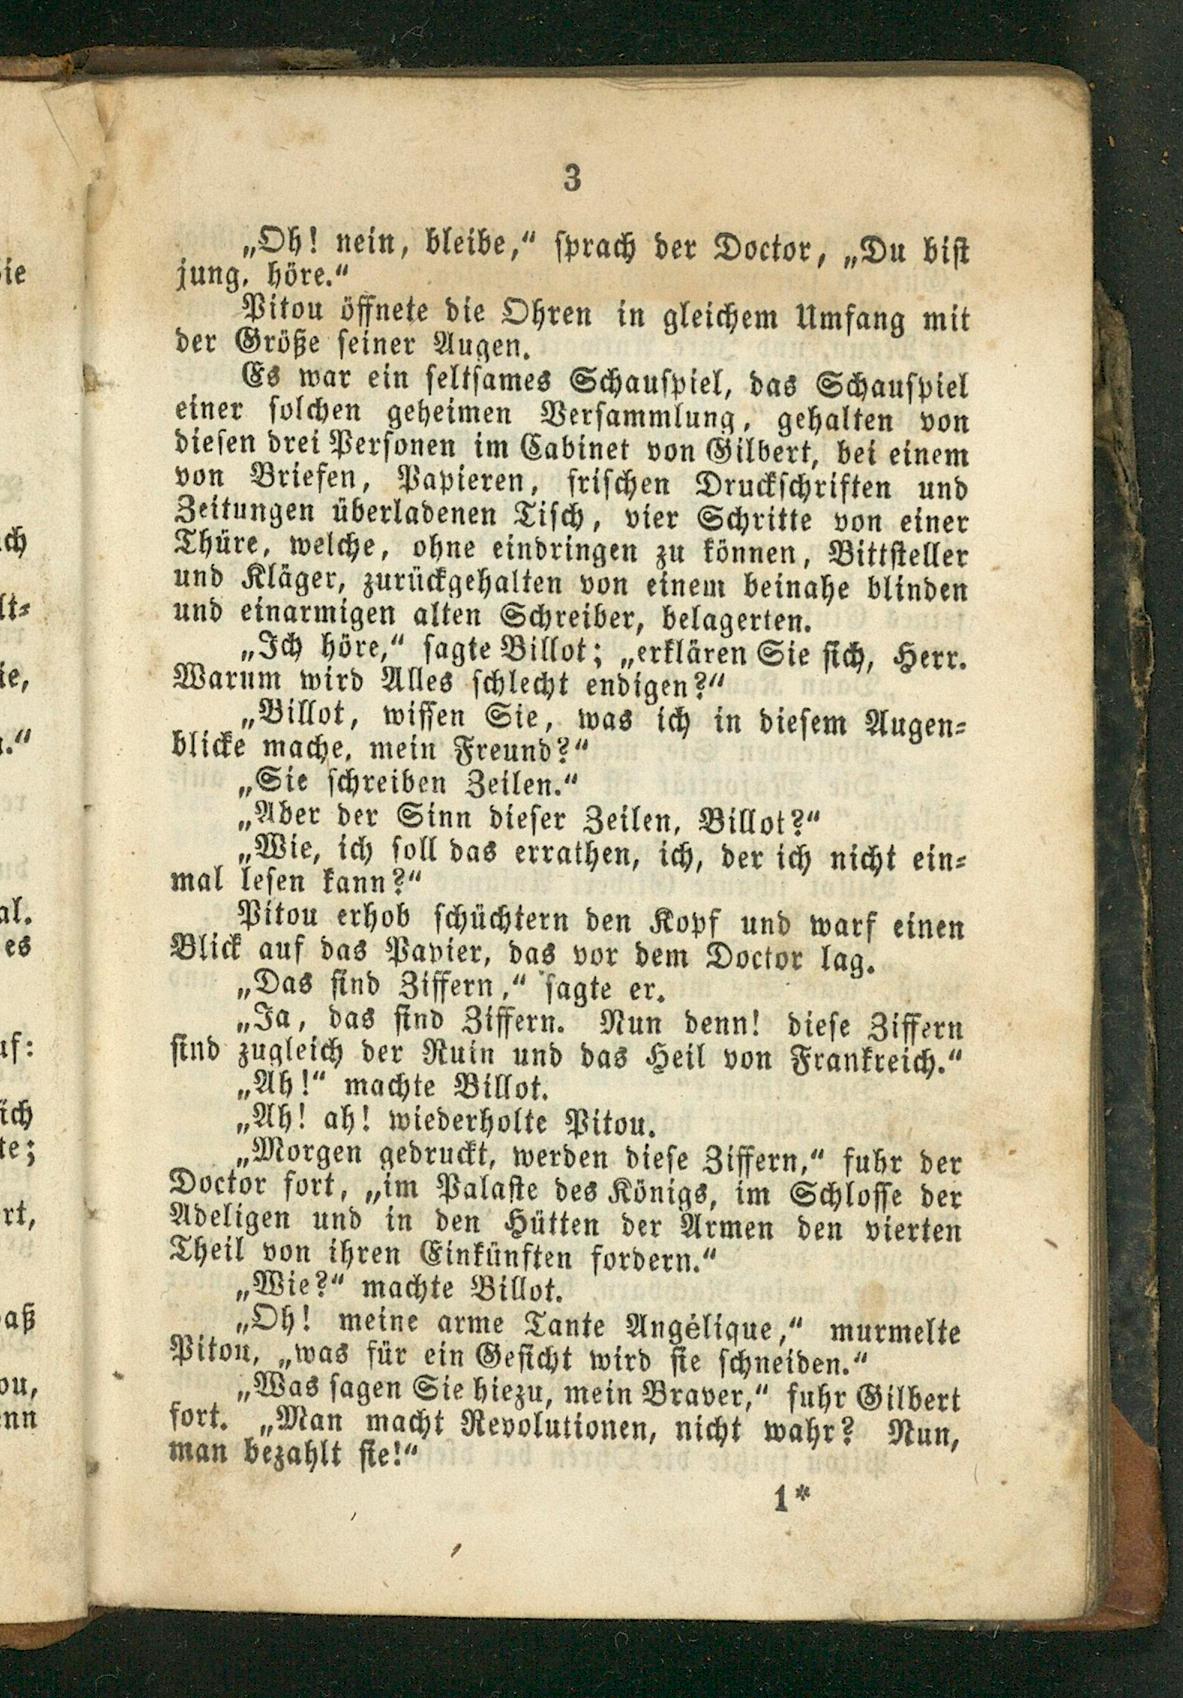 3
„Oh! nein, bleibe,“ sprach der Doctor, „Du bist
jung, höre.“
Pitou öffnete die Ohren in gleichem Umfang mit
der Größe seiner Augen.
Es war ein seltsames Schauspiel, das Schauspiel
einer solchen geheimen Versammlung, gehalten von
diesen drei Personen im Cabinet von Gilbert, bei einem
von Briefen, Papieren, frischen Druckschriften und
Zeitungen überladenen Tisch, vier Schritte von einer
Thüre, welche, ohne eindringen zu können, Bittsteller
und Kläger, zurückgehalten von einem beinahe blinden
und einarmigen alten Schreiber, belagerten.
„Ich höre,“ sagte Billot; „erklären Sie sich, Herr.
Warum wird Alles schlecht endigen?“
„Billot, wissen Sie, was ich in diesem Augen-
blicke mache, mein Freund?“
„Sie schreiben Zeilen.“
„Aber der Sinn dieser Zeilen, Billot?“
„Wie, ich soll das errathen, ich, der ich nicht ein-
mal lesen kann?“
Pitou erhob schüchtern den Kopf und warf einen
Blick auf das Papier, das vor dem Doctor lag.
„Das sind Ziffern,“ sagte er.
„Ja, das sind Ziffern. Nun denn! diese Ziffern
sind zugleich der Ruin und das Heil von Frankreich.“
„Ah!“ machte Billot.
„Ah! ah! wiederholte Pitou.
„Morgen gedruckt, werden diese Ziffern,“ fuhr der
Doctor fort, „im Palaste des Königs, im Schlosse der
Adeligen und in den Hütten der Armen den vierten
Theil von ihren Einkünften fordern.“
„Wie?“ machte Billot.
„Oh! meine arme Tante Angélique,“ murmelte
Pitou, „was für ein Gesicht wird sie schneiden.“
„Was sagen Sie hiezu, mein Braver,“ fuhr Gilbert
fort. „Man macht Revolutionen, nicht wahr? Nun,
man bezahlt sie!“
1*